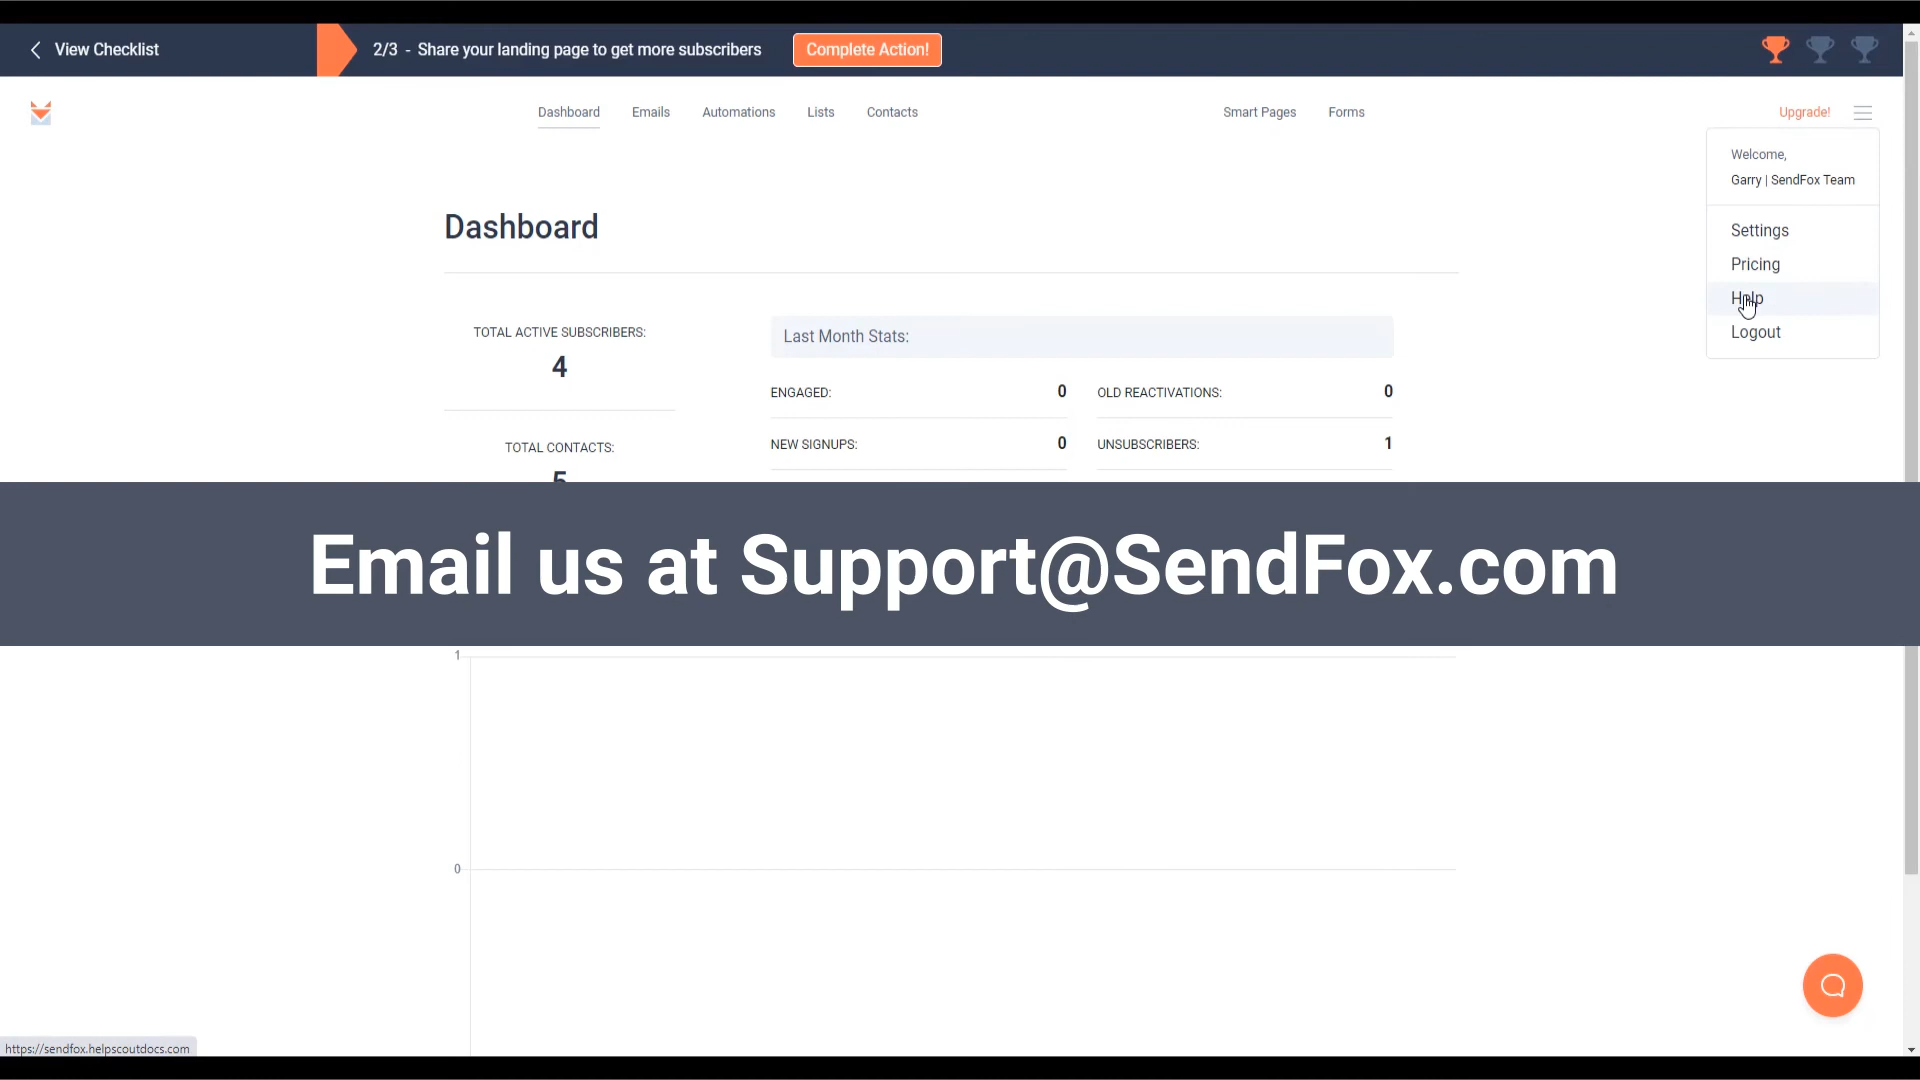 View Checklist
2/3 - Share your landing page to get more subscribers
Complete Action!
Dashboard
Emails
Automations
Lists
Contacts
Smart Pages
Forms
Upgrade!
Welcome,
Garry | SendFox Team
Settings
Pricing
Help
Logout
Dashboard
TOTAL ACTIVE SUBSCRIBERS:
4
Last Month Stats:
ENGAGED: 0
OLD REACTIVATIONS: 0
TOTAL CONTACTS:
5
NEW SIGNUPS: 0
UNSUBSCRIBERS: 1
Email us at Support@SendFox.com
1
0
https://sendfox.helpscoutdocs.com